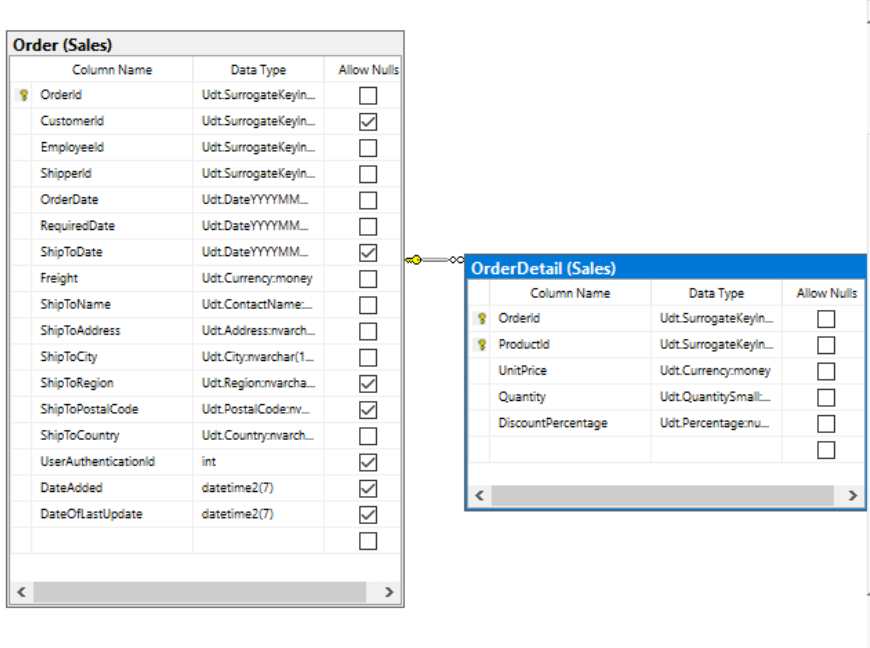 Order (Sales)
Column Name Data Type Allow Nulls
OrderId Udt.SurrogateKeyIn...
CustomerId Udt.SurrogateKeyIn...
EmployeeId Udt.SurrogateKeyIn...
ShipperId Udt.SurrogateKeyIn...
OrderDate Udt.DateYYYYMM...
RequiredDate Udt.DateYYYYMM...
ShipToDate Udt.DateYYYYMM...
Freight Udt.Currency:money
ShipToName Udt.ContactName:...
ShipToAddress Udt.Address:nvarch...
ShipToCity Udt.City:nvarchar(1...
ShipToRegion Udt.Region:nvarcha...
ShipToPostalCode Udt.PostalCode:nv...
ShipToCountry Udt.Country:nvarch...
UserAuthenticationId int
DateAdded datetime2(7)
DateOfLastUpdate datetime2(7)
OrderDetail (Sales)
Column Name Data Type Allow Nulls
OrderId Udt.SurrogateKeyIn...
ProductId Udt.SurrogateKeyIn...
UnitPrice Udt.Currency:money
Quantity Udt.QuantitySmall:...
DiscountPercentage Udt.Percentage:nu...